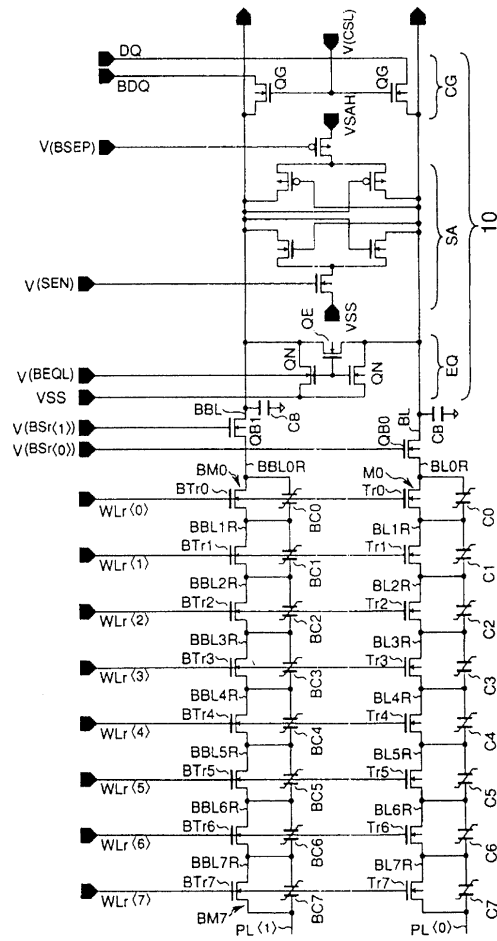 DQ
BDQ
QG
V(CSL)
QG
CG
V(BSEP)
VSAH
SA
10
V(SEN)
VSS
QE
QN
QN
EQ
V(BEQL)
VSS
BBL
CB
BL
CB
V(BSr⟨1⟩)
QB1
V(BSr⟨0⟩)
QB0
BM0
BBL0R
M0
BL0R
WLr⟨0⟩
BTr0
BC0
Tr0
C0
BBL1R
BL1R
WLr⟨1⟩
BTr1
BC1
Tr1
C1
BBL2R
BL2R
WLr⟨2⟩
BTr2
BC2
Tr2
C2
BBL3R
BL3R
WLr⟨3⟩
BTr3
BC3
Tr3
C3
BBL4R
BL4R
WLr⟨4⟩
BTr4
BC4
Tr4
C4
BBL5R
BL5R
WLr⟨5⟩
BTr5
BC5
Tr5
C5
BBL6R
BL6R
WLr⟨6⟩
BTr6
BC6
Tr6
C6
BBL7R
BL7R
WLr⟨7⟩
BTr7
BM7
BC7
Tr7
C7
PL⟨1⟩
PL⟨0⟩